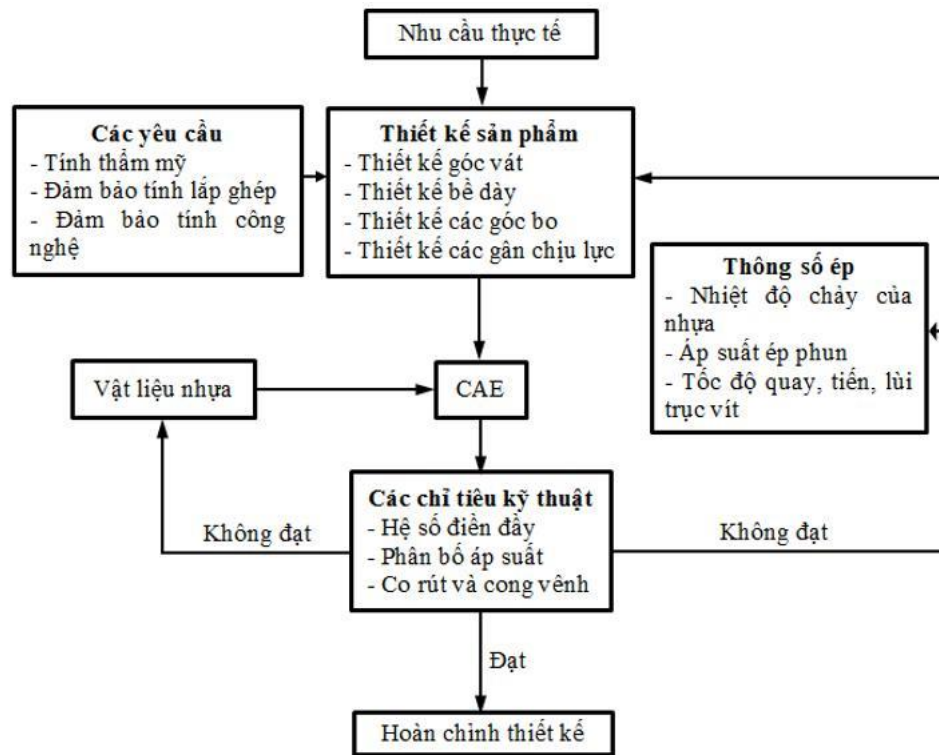 Nhu cầu thực tế
Các yêu cầu
- Tính thẩm mỹ
- Đảm bảo tính lắp ghép
- Đảm bảo tính công
nghệ
Thiết kế sản phẩm
- Thiết kế góc vát
- Thiết kế bề dày
- Thiết kế các góc bo
- Thiết kế các gân chịu lực
Thông số ép
- Nhiệt độ chảy của
nhựa
- Áp suất ép phun
- Tốc độ quay, tiến, lùi
trục vít
Vật liệu nhựa
CAE
Các chỉ tiêu kỹ thuật
- Hệ số điền đầy
- Phân bố áp suất
- Co rút và cong vênh
Không đạt
Không đạt
Đạt
Hoàn chỉnh thiết kế